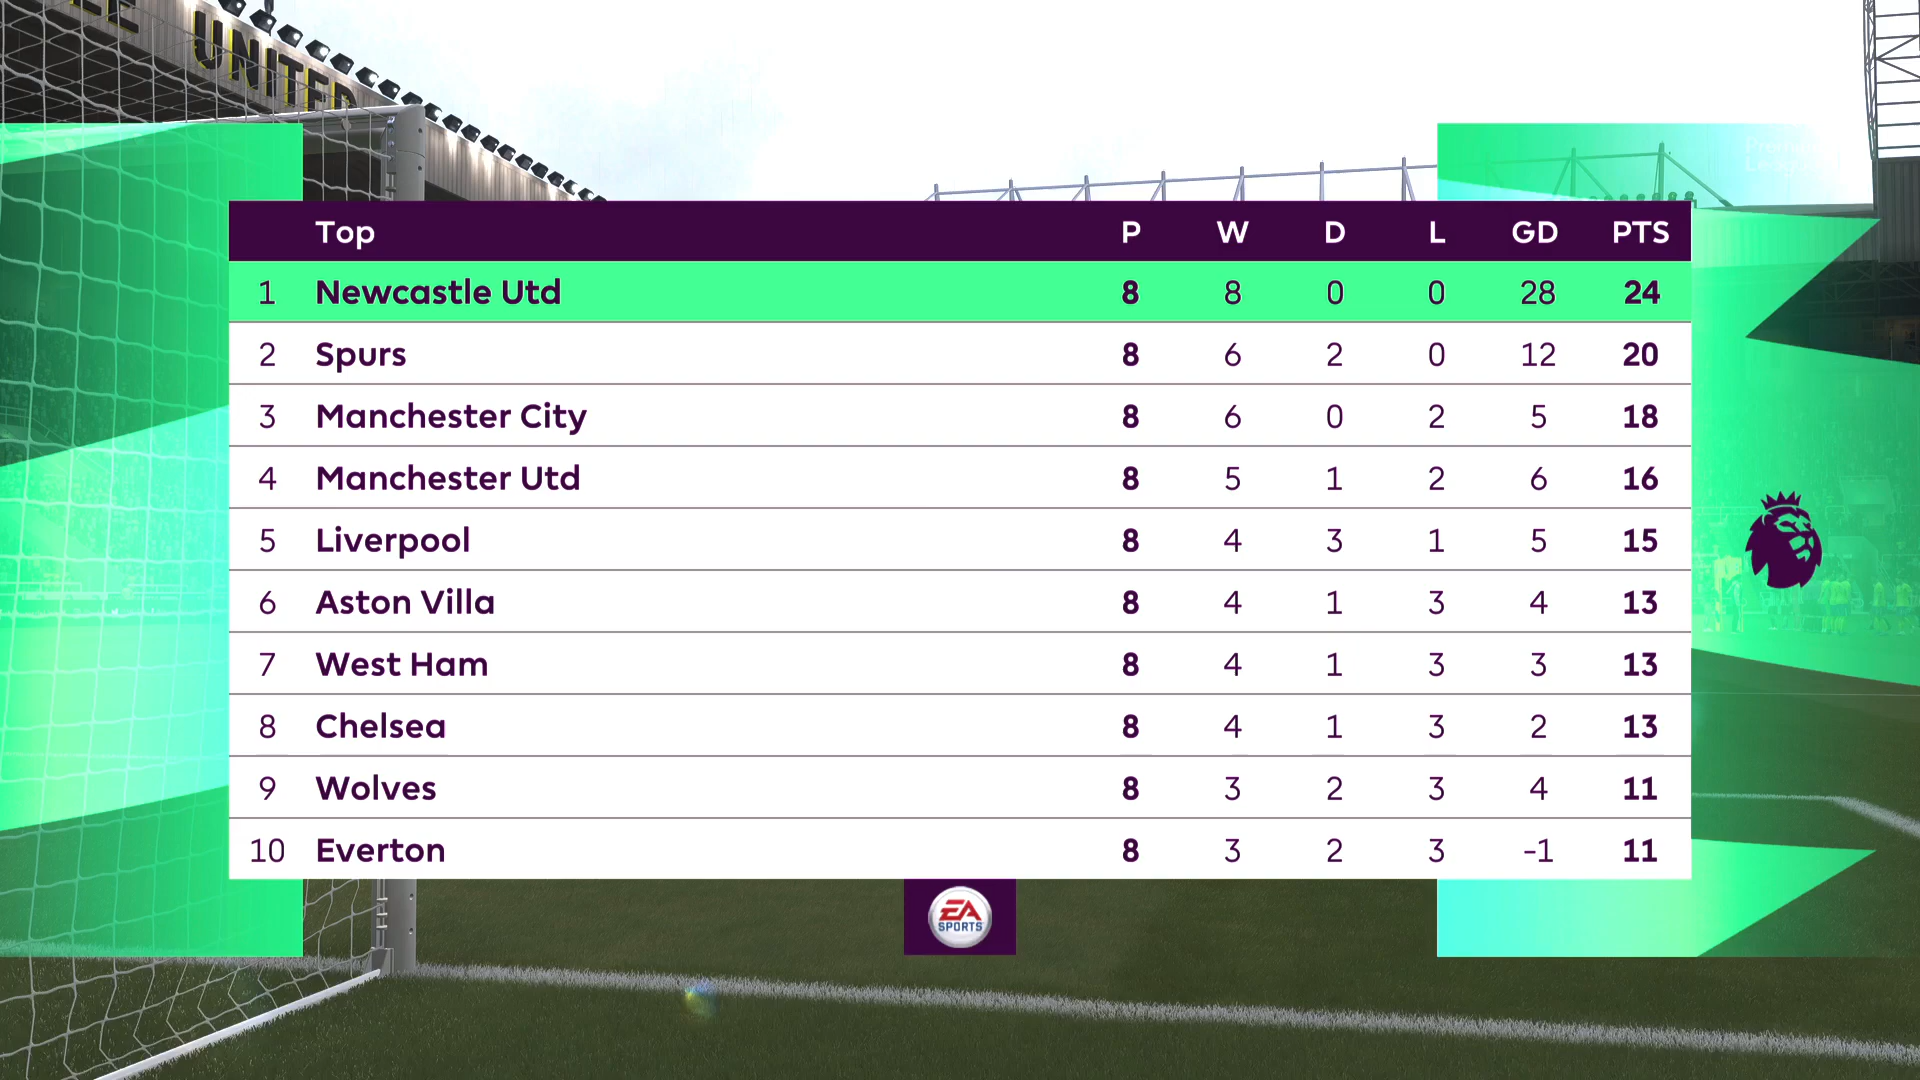 UNITED
Top P W D L GD PTS
1 Newcastle Utd 8 8 0 0 28 24
2 Spurs 8 6 2 0 12 20
3 Manchester City 8 6 0 2 5 18
4 Manchester Utd 8 5 1 2 6 16
5 Liverpool 8 4 3 1 5 15
6 Aston Villa 8 4 1 3 4 13
7 West Ham 8 4 1 3 3 13
8 Chelsea 8 4 1 3 2 13
9 Wolves 8 3 2 3 4 11
10 Everton 8 3 2 3 -1 11
EA
SPORTS